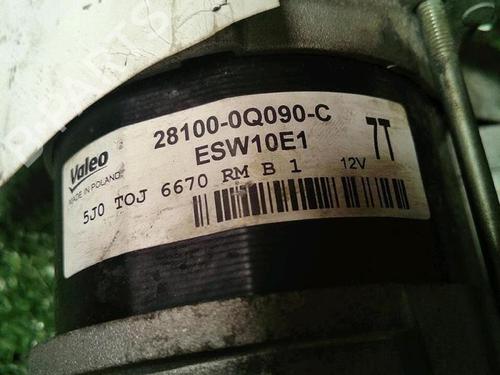 Valeo
MADE IN POLAND
28100-0Q090-C
ESW10E1
7T
12V
5J0 TOJ 6670 RM B 1